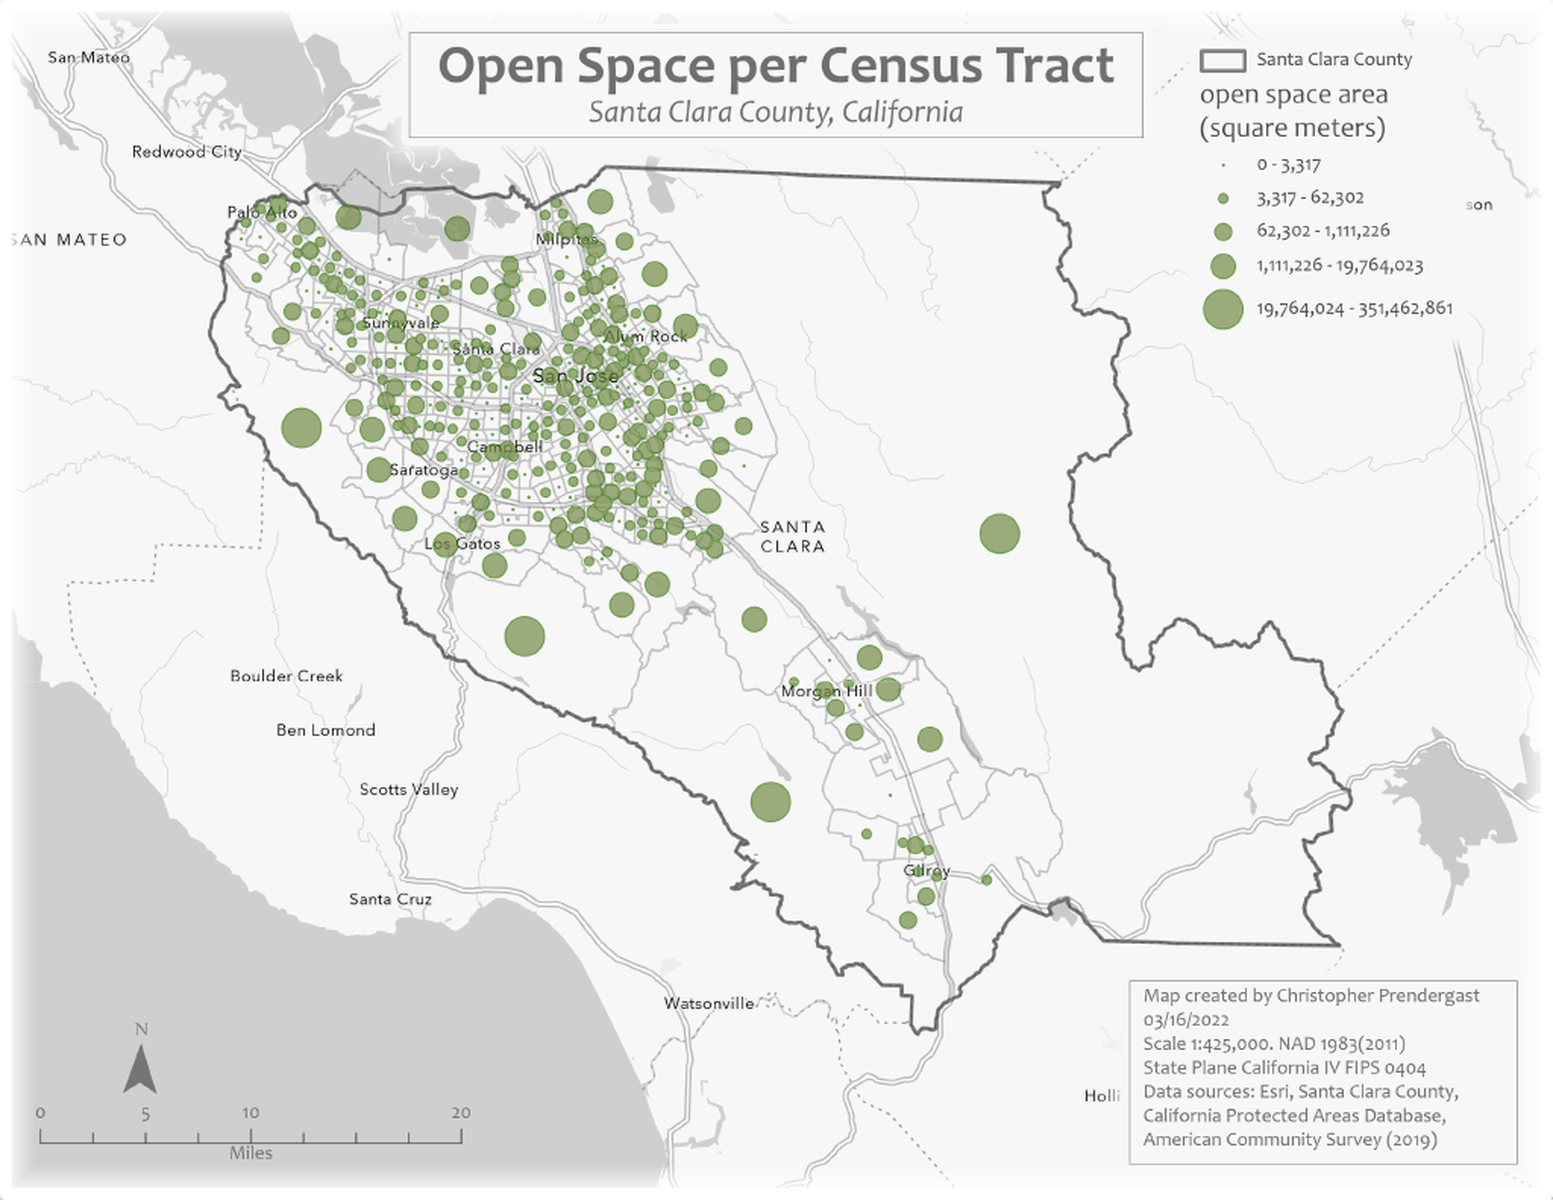 Open Space per Census Tract
Santa Clara County, California
Santa Clara County
open space area
(square meters)
0 - 3,317
3,317 - 62,302
62,302 - 1,111,226
1,111,226 - 19,764,023
19,764,024 - 351,462,861
San Mateo
Redwood City
Palo Alto
SAN MATEO
Milpitas
son
Sunnyvale
Santa Clara
Alum Rock
San Jose
Campbell
Saratoga
Los Gatos
SANTA
CLARA
Boulder Creek
Morgan Hill
Ben Lomond
Scotts Valley
Gilroy
Santa Cruz
Watsonville
Holli
N
0 5 10 20
Miles
Map created by Christopher Prendergast
03/16/2022
Scale 1:425,000. NAD 1983(2011)
State Plane California IV FIPS 0404
Data sources: Esri, Santa Clara County,
California Protected Areas Database,
American Community Survey (2019)